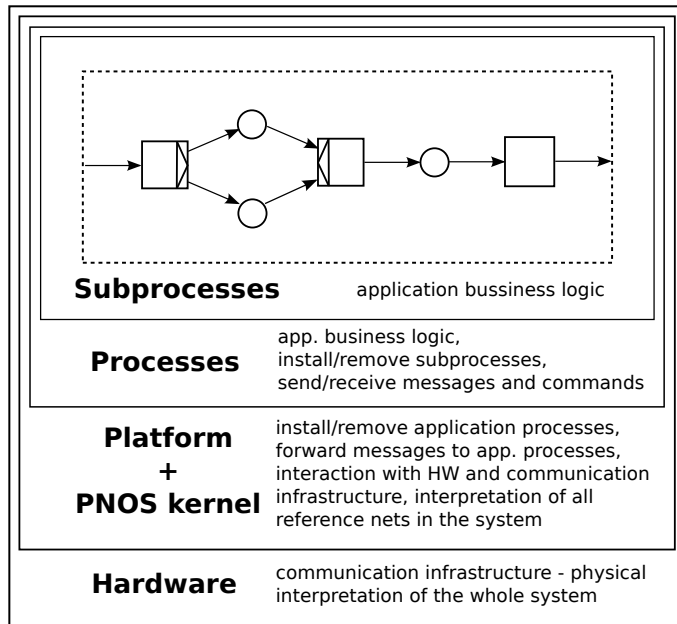 Subprocesses
application bussiness logic
Processes
app. business logic,
install/remove subprocesses,
send/receive messages and commands
Platform
+
PNOS kernel
install/remove application processes,
forward messages to app. processes,
interaction with HW and communication
infrastructure, interpretation of all
reference nets in the system
Hardware
communication infrastructure - physical
interpretation of the whole system